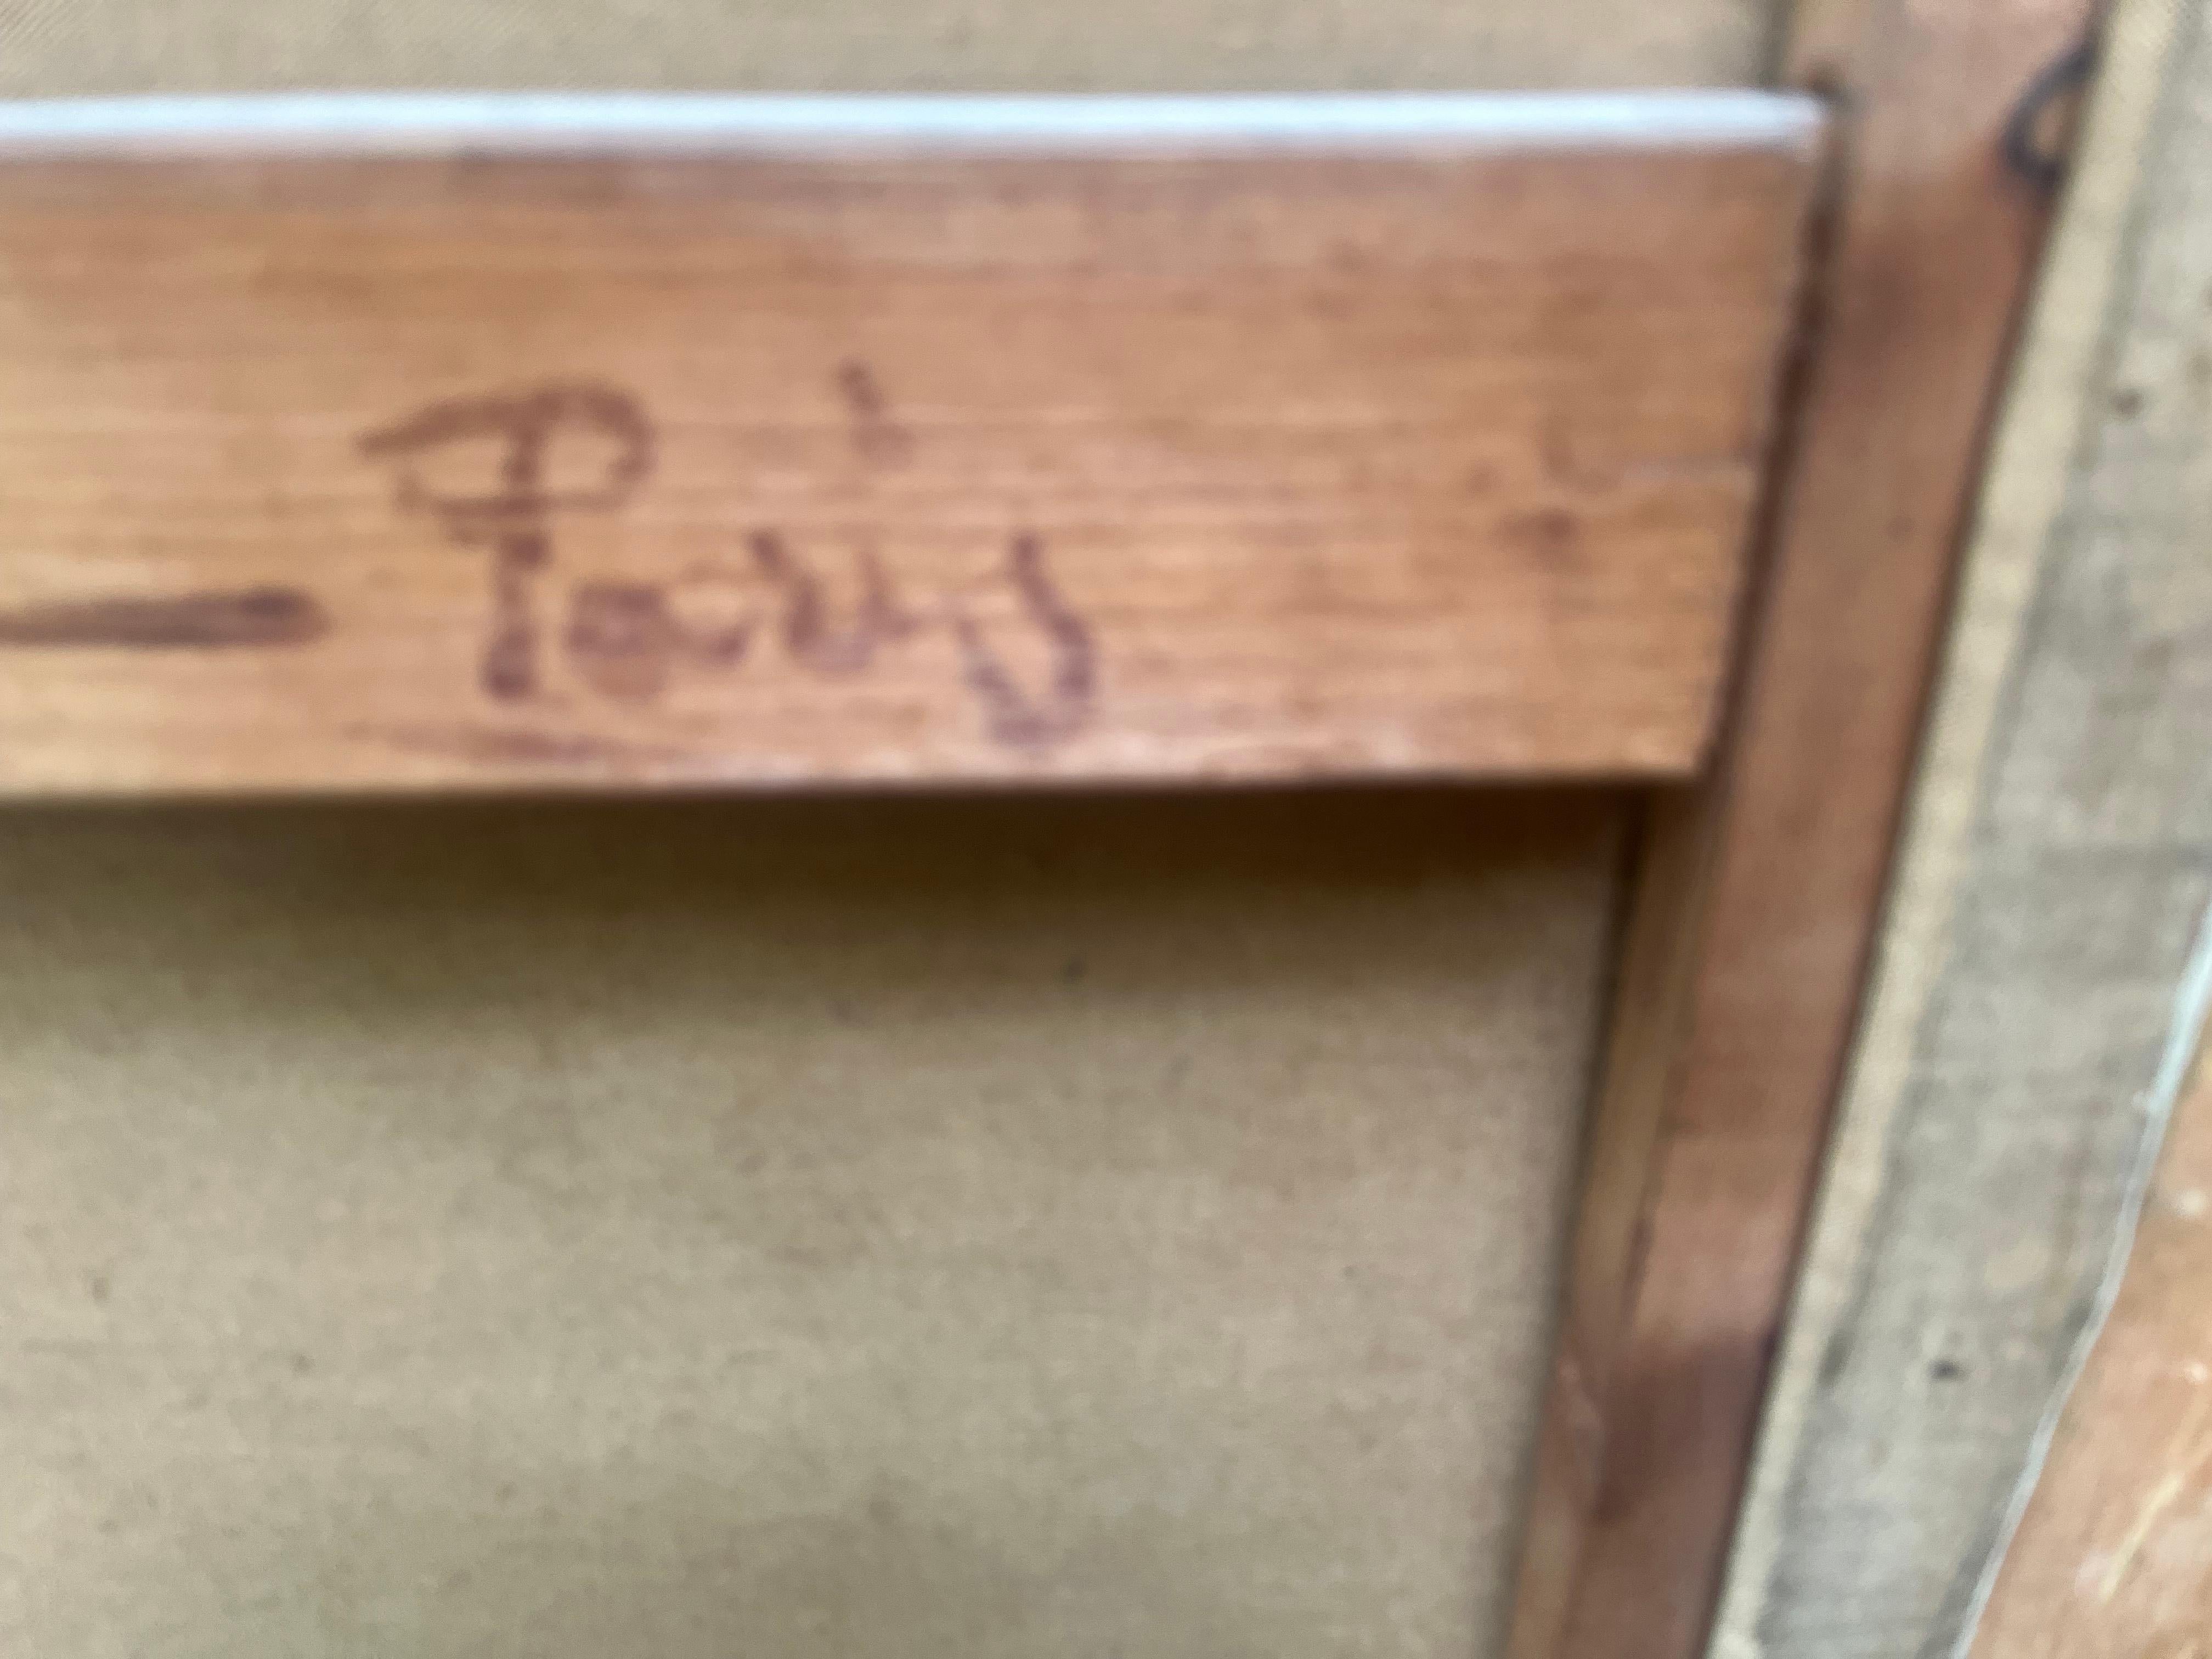 — Paris